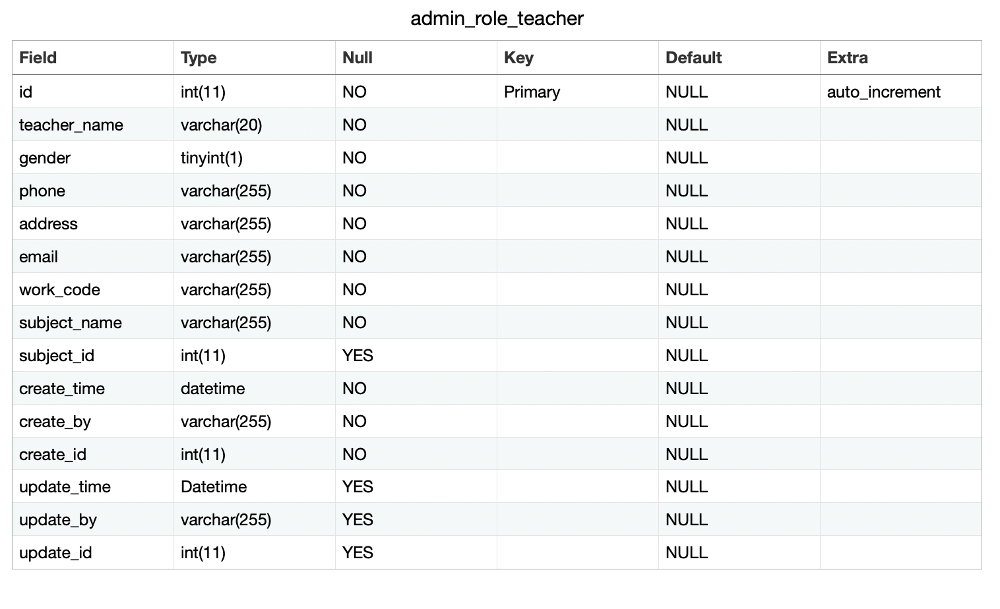 admin_role_teacher
Field Type Null Key Default Extra
id int(11) NO Primary NULL auto_increment
teacher_name varchar(20) NO NULL
gender tinyint(1) NO NULL
phone varchar(255) NO NULL
address varchar(255) NO NULL
email varchar(255) NO NULL
work_code varchar(255) NO NULL
subject_name varchar(255) NO NULL
subject_id int(11) YES NULL
create_time datetime NO NULL
create_by varchar(255) NO NULL
create_id int(11) NO NULL
update_time Datetime YES NULL
update_by varchar(255) YES NULL
update_id int(11) YES NULL